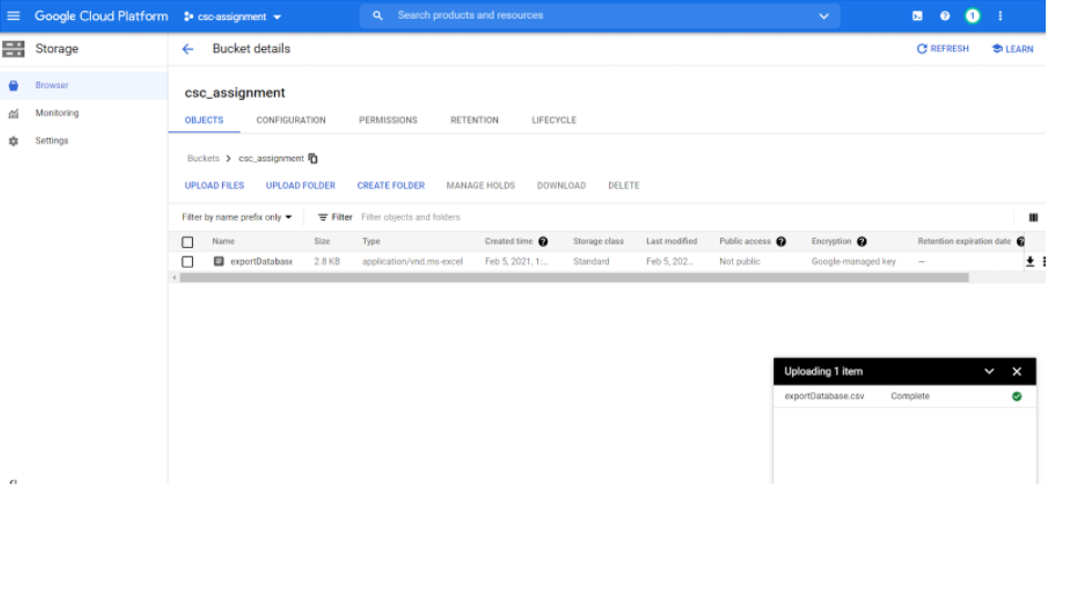 Google Cloud Platform csc-assignment Search products and resources 1
Storage Bucket details REFRESH LEARN
Browser
Monitoring
Settings
csc_assignment
OBJECTS CONFIGURATION PERMISSIONS RETENTION LIFECYCLE
Buckets > csc_assignment
UPLOAD FILES UPLOAD FOLDER CREATE FOLDER MANAGE HOLDS DOWNLOAD DELETE
Filter by name prefix only Filter Filter objects and folders
Name Size Type Created time Storage class Last modified Public access Encryption Retention expiration date
exportDatabase 2.8 KB application/vnd.ms-excel Feb 5, 2021, 1:... Standard Feb 5, 202... Not public Google-managed key –
Uploading 1 item
exportDatabase.csv Complete